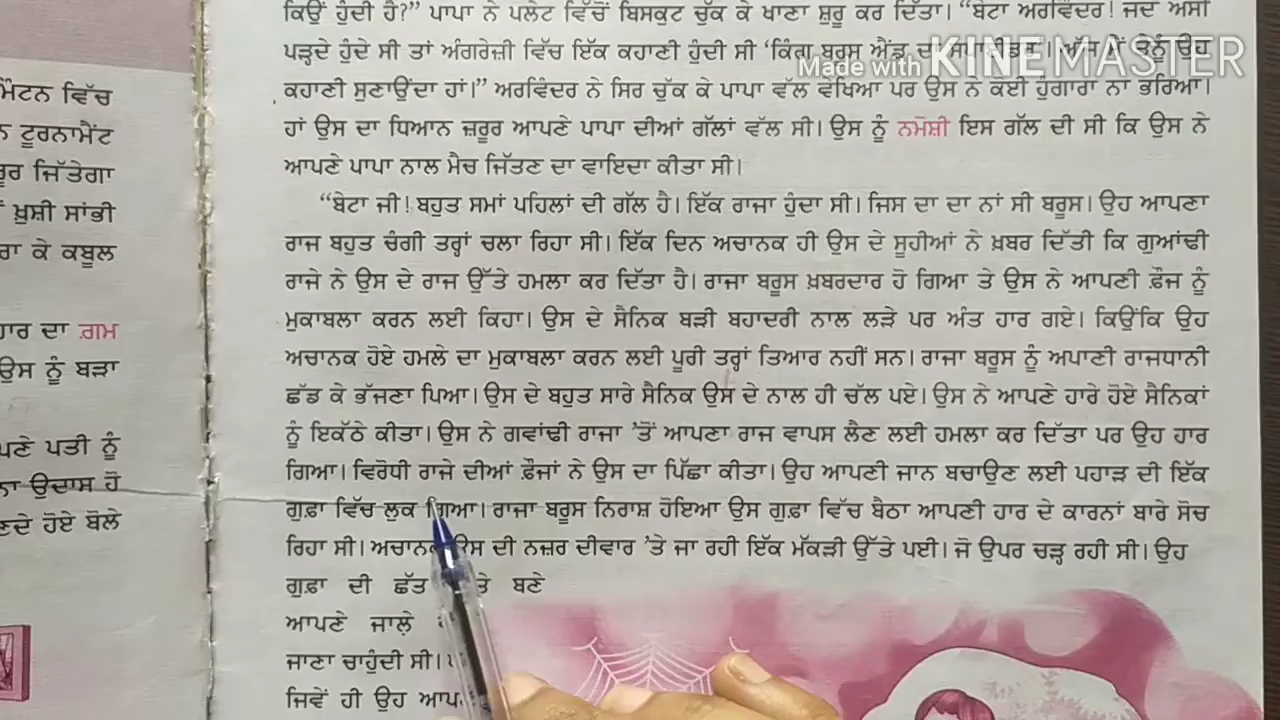 ਮਿੰਟਨ ਵਿੱਚ
ਨ ਟੂਰਨਾਮੈਂਟ
ਰੂਰ ਜਿੱਤੇਗਾ
ਖ਼ੁਸ਼ੀ ਸਾਂਝੀ
ਰਾ ਕੇ ਕਬੂਲ
ਹਾਰ ਦਾ ਗ਼ਮ
ਉਸ ਨੂੰ ਬੜਾ
ਪਣੇ ਪਤੀ ਨੂੰ
ਨਾ ਉਦਾਸ ਹੋ
ਣਦੇ ਹੋਏ ਬੋਲੇ
ਕਿਉਂ ਹੁੰਦੀ ਹੈ?” ਪਾਪਾ ਨੇ ਪਲੇਟ ਵਿੱਚੋਂ ਬਿਸਕੁਟ ਚੁੱਕ ਕੇ ਖਾਣਾ ਸ਼ੁਰੂ ਕਰ ਦਿੱਤਾ। “ਬੇਟਾ ਅਰਵਿੰਦਰ! ਜਦੋਂ ਅਸੀਂ
ਪੜ੍ਹਦੇ ਹੁੰਦੇ ਸੀ ਤਾਂ ਅੰਗਰੇਜ਼ੀ ਵਿੱਚ ਇੱਕ ਕਹਾਣੀ ਹੁੰਦੀ ਸੀ ‘ਕਿੰਗ ਬਰੂਸ ਐਂਡ ਦਾ
Made with KINEMASTER
ਕਹਾਣੀ ਸੁਣਾਉਂਦਾ ਹਾਂ।” ਅਰਵਿੰਦਰ ਨੇ ਸਿਰ ਚੁੱਕ ਕੇ ਪਾਪਾ ਵੱਲ ਵੇਖਿਆ ਪਰ ਉਸ ਨੇ ਕੋਈ ਹੁੰਗਾਰਾ ਨਾ ਭਰਿਆ।
ਹਾਂ ਉਸ ਦਾ ਧਿਆਨ ਜ਼ਰੂਰ ਆਪਣੇ ਪਾਪਾ ਦੀਆਂ ਗੱਲਾਂ ਵੱਲ ਸੀ। ਉਸ ਨੂੰ ਨਮੋਸ਼ੀ ਇਸ ਗੱਲ ਦੀ ਸੀ ਕਿ ਉਸ ਨੇ
ਆਪਣੇ ਪਾਪਾ ਨਾਲ ਮੈਚ ਜਿੱਤਣ ਦਾ ਵਾਇਦਾ ਕੀਤਾ ਸੀ।
“ਬੇਟਾ ਜੀ! ਬਹੁਤ ਸਮਾਂ ਪਹਿਲਾਂ ਦੀ ਗੱਲ ਹੈ। ਇੱਕ ਰਾਜਾ ਹੁੰਦਾ ਸੀ। ਜਿਸ ਦਾ ਦਾ ਨਾਂ ਸੀ ਬਰੂਸ। ਉਹ ਆਪਣਾ
ਰਾਜ ਬਹੁਤ ਚੰਗੀ ਤਰ੍ਹਾਂ ਚਲਾ ਰਿਹਾ ਸੀ। ਇੱਕ ਦਿਨ ਅਚਾਨਕ ਹੀ ਉਸ ਦੇ ਸੂਹੀਆਂ ਨੇ ਖ਼ਬਰ ਦਿੱਤੀ ਕਿ ਗੁਆਂਢੀ
ਰਾਜੇ ਨੇ ਉਸ ਦੇ ਰਾਜ ਉੱਤੇ ਹਮਲਾ ਕਰ ਦਿੱਤਾ ਹੈ। ਰਾਜਾ ਬਰੂਸ ਖ਼ਬਰਦਾਰ ਹੋ ਗਿਆ ਤੇ ਉਸ ਨੇ ਆਪਣੀ ਫ਼ੌਜ ਨੂੰ
ਮੁਕਾਬਲਾ ਕਰਨ ਲਈ ਕਿਹਾ। ਉਸ ਦੇ ਸੈਨਿਕ ਬੜੀ ਬਹਾਦਰੀ ਨਾਲ ਲੜੇ ਪਰ ਅੰਤ ਹਾਰ ਗਏ। ਕਿਉਂਕਿ ਉਹ
ਅਚਾਨਕ ਹੋਏ ਹਮਲੇ ਦਾ ਮੁਕਾਬਲਾ ਕਰਨ ਲਈ ਪੂਰੀ ਤਰ੍ਹਾਂ ਤਿਆਰ ਨਹੀਂ ਸਨ। ਰਾਜਾ ਬਰੂਸ ਨੂੰ ਅਪਾਣੀ ਰਾਜਧਾਨੀ
ਛੱਡ ਕੇ ਭੱਜਣਾ ਪਿਆ। ਉਸ ਦੇ ਬਹੁਤ ਸਾਰੇ ਸੈਨਿਕ ਉਸ ਦੇ ਨਾਲ ਹੀ ਚੱਲ ਪਏ। ਉਸ ਨੇ ਆਪਣੇ ਹਾਰੇ ਹੋਏ ਸੈਨਿਕਾਂ
ਨੂੰ ਇਕੱਠੇ ਕੀਤਾ। ਉਸ ਨੇ ਗਵਾਂਢੀ ਰਾਜਾ ’ਤੋਂ ਆਪਣਾ ਰਾਜ ਵਾਪਸ ਲੈਣ ਲਈ ਹਮਲਾ ਕਰ ਦਿੱਤਾ ਪਰ ਉਹ ਹਾਰ
ਗਿਆ। ਵਿਰੋਧੀ ਰਾਜੇ ਦੀਆਂ ਫ਼ੌਜਾਂ ਨੇ ਉਸ ਦਾ ਪਿੱਛਾ ਕੀਤਾ। ਉਹ ਆਪਣੀ ਜਾਨ ਬਚਾਉਣ ਲਈ ਪਹਾੜ ਦੀ ਇੱਕ
ਗੁਫ਼ਾ ਵਿੱਚ ਲੁਕ ਗਿਆ। ਰਾਜਾ ਬਰੂਸ ਨਿਰਾਸ਼ ਹੋਇਆ ਉਸ ਗੁਫ਼ਾ ਵਿੱਚ ਬੈਠਾ ਆਪਣੀ ਹਾਰ ਦੇ ਕਾਰਨਾਂ ਬਾਰੇ ਸੋਚ
ਰਿਹਾ ਸੀ। ਅਚਾਨਕ ਉਸ ਦੀ ਨਜ਼ਰ ਦੀਵਾਰ ’ਤੇ ਜਾ ਰਹੀ ਇੱਕ ਮੱਕੜੀ ਉੱਤੇ ਪਈ। ਜੋ ਉਪਰ ਚੜ੍ਹ ਰਹੀ ਸੀ। ਉਹ
ਗੁਫ਼ਾ ਦੀ ਛੱਤ ਤੇ ਬਣੇ
ਆਪਣੇ ਜਾਲ਼ੇ
ਜਾਣਾ ਚਾਹੁੰਦੀ ਸੀ।
ਜਿਵੇਂ ਹੀ ਉਹ